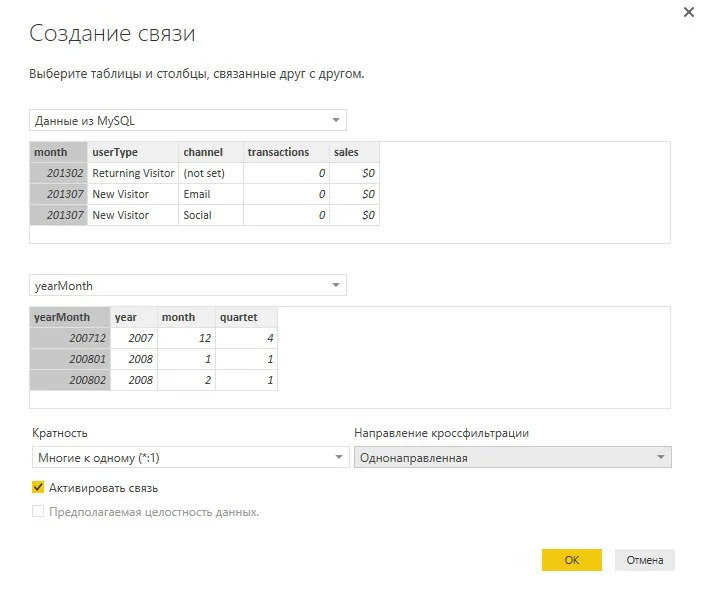 Создание связи
Выберите таблицы и столбцы, связанные друг с другом.
Данные из MySQL
month userType channel transactions sales
201302 Returning Visitor (not set) 0 $0
201307 New Visitor Email 0 $0
201307 New Visitor Social 0 $0
yearMonth
yearMonth year month quartet
200712 2007 12 4
200801 2008 1 1
200802 2008 2 1
Кратность Направление кроссфильтрации
Многие к одному (*:1) Однонаправленная
Активировать связь
Предполагаемая целостность данных.
ОК Отмена